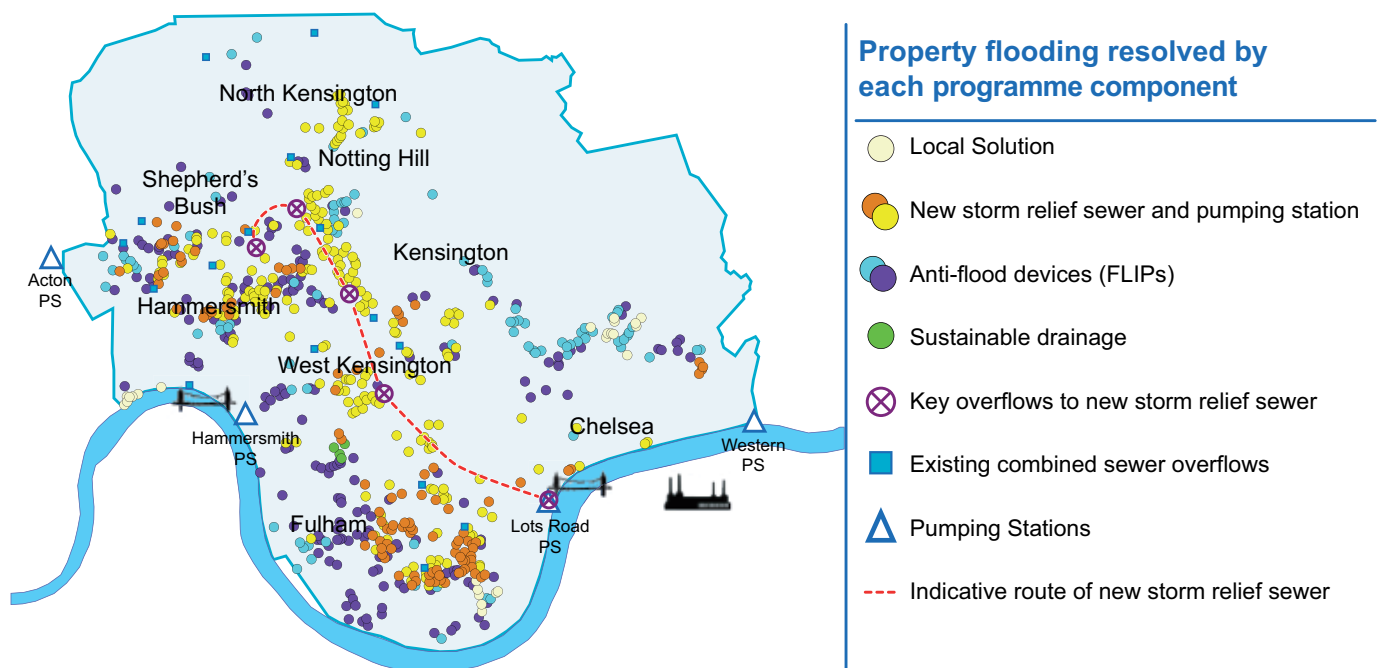 North Kensington
Notting Hill
Shepherd's
Bush
Kensington
Acton
PS
Hammersmith
West Kensington
Hammersmith
PS
Chelsea
Western
PS
Fulham
Lots Road
PS
Property flooding resolved by
each programme component
Local Solution
New storm relief sewer and pumping station
Anti-flood devices (FLIPs)
Sustainable drainage
Key overflows to new storm relief sewer
Existing combined sewer overflows
Pumping Stations
Indicative route of new storm relief sewer